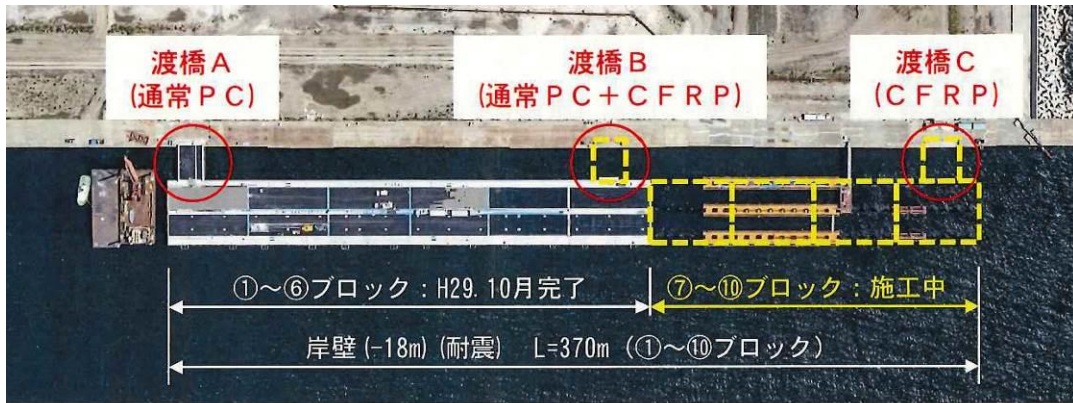 渡橋A
(通常PC)
渡橋B
(通常PC+CFRP)
渡橋C
(CFRP)
①~⑥ブロック:H29.10月完了
⑦~⑩ブロック:施工中
岸壁(-18m)(耐震) L=370m (①~⑩ブロック)